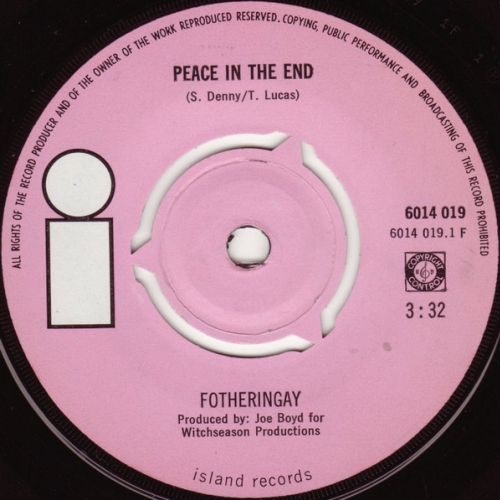 ALL RIGHTS OF THE RECORD PRODUCER AND OF THE OWNER OF THE WORK REPRODUCED RESERVED. COPYING, PUBLIC PERFORMANCE AND BROADCASTING OF THIS RECORD PROHIBITED
PEACE IN THE END
(S. Denny/T. Lucas)
i
6014 019
6014 019.1 F
COPYRIGHT
CONTROL
3:32
FOTHERINGAY
Produced by: Joe Boyd for
Witchseason Productions
island records